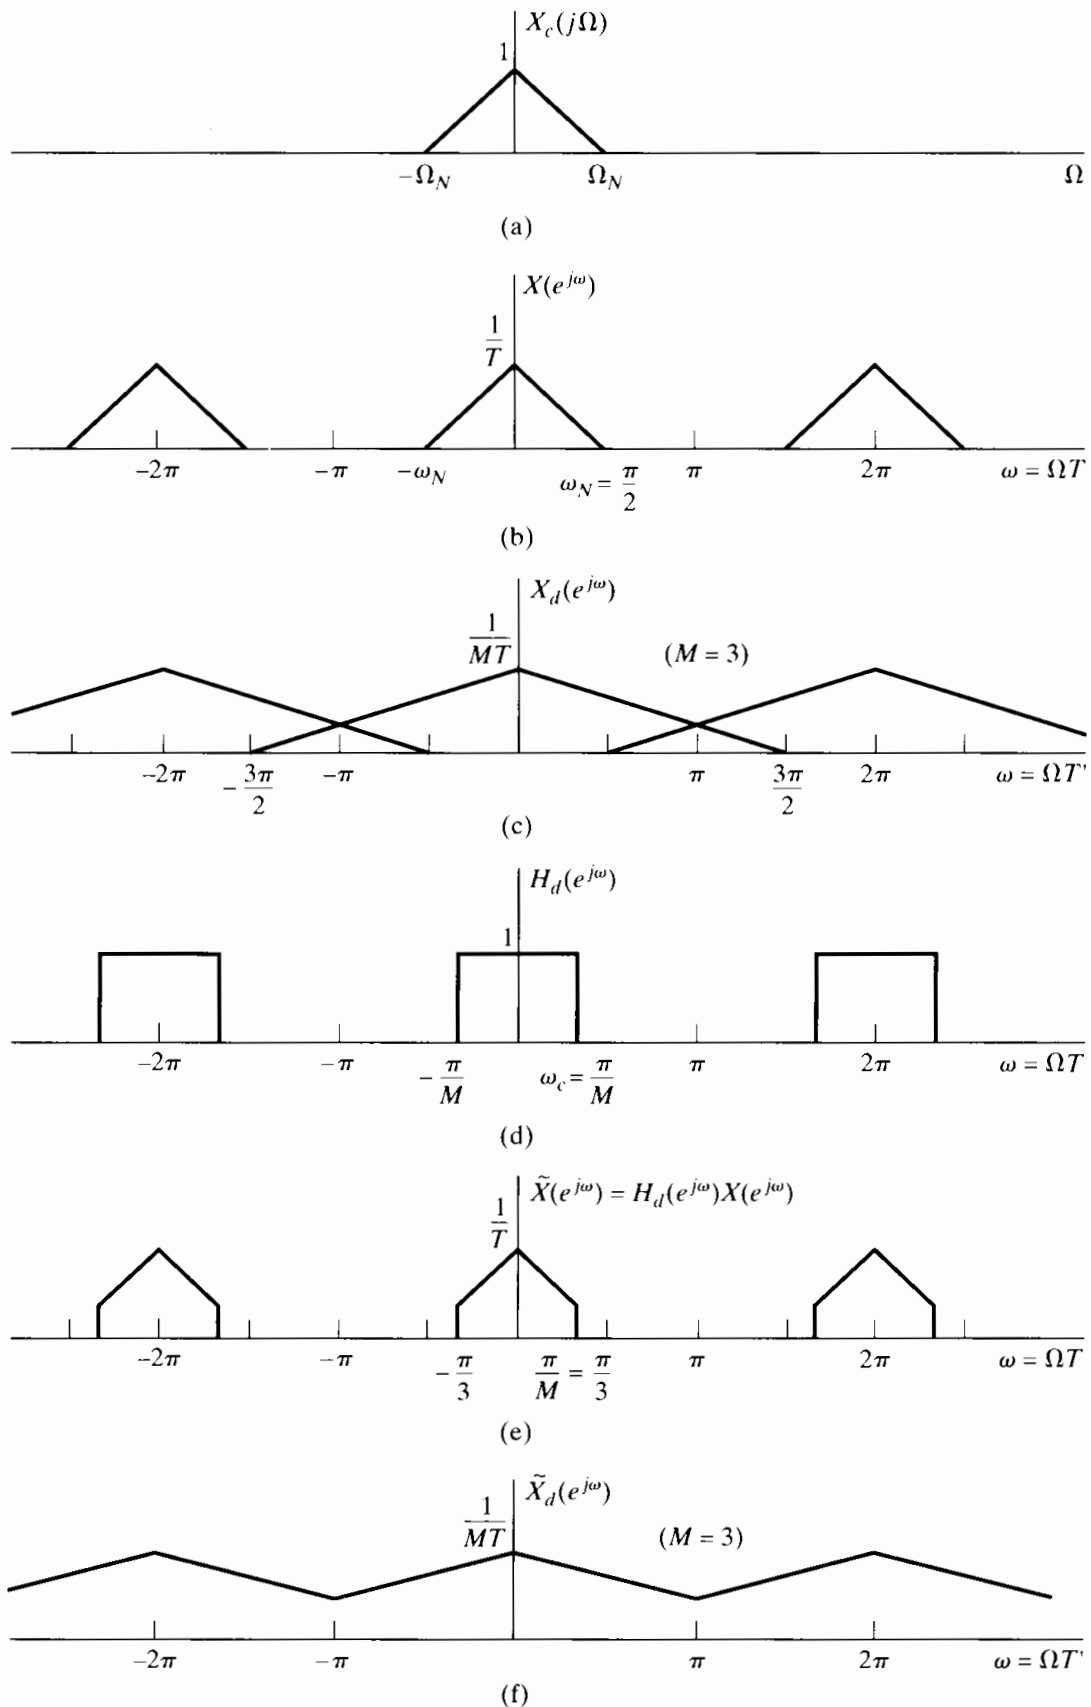 X_c(jΩ)
1
−Ω_N Ω_N Ω
(a)
X(e^{jω})
1/T
−2π −π −ω_N ω_N = π/2 π 2π ω = ΩT
(b)
X_d(e^{jω})
1/MT (M = 3)
−2π −3π/2 −π π 3π/2 2π ω = ΩT'
(c)
H_d(e^{jω})
1
−2π −π −π/M ω_c = π/M π 2π ω = ΩT
(d)
X̃(e^{jω}) = H_d(e^{jω})X(e^{jω})
1/T
−2π −π −π/3 π/M = π/3 π 2π ω = ΩT
(e)
X̃_d(e^{jω})
1/MT (M = 3)
−2π −π π 2π ω = ΩT'
(f)